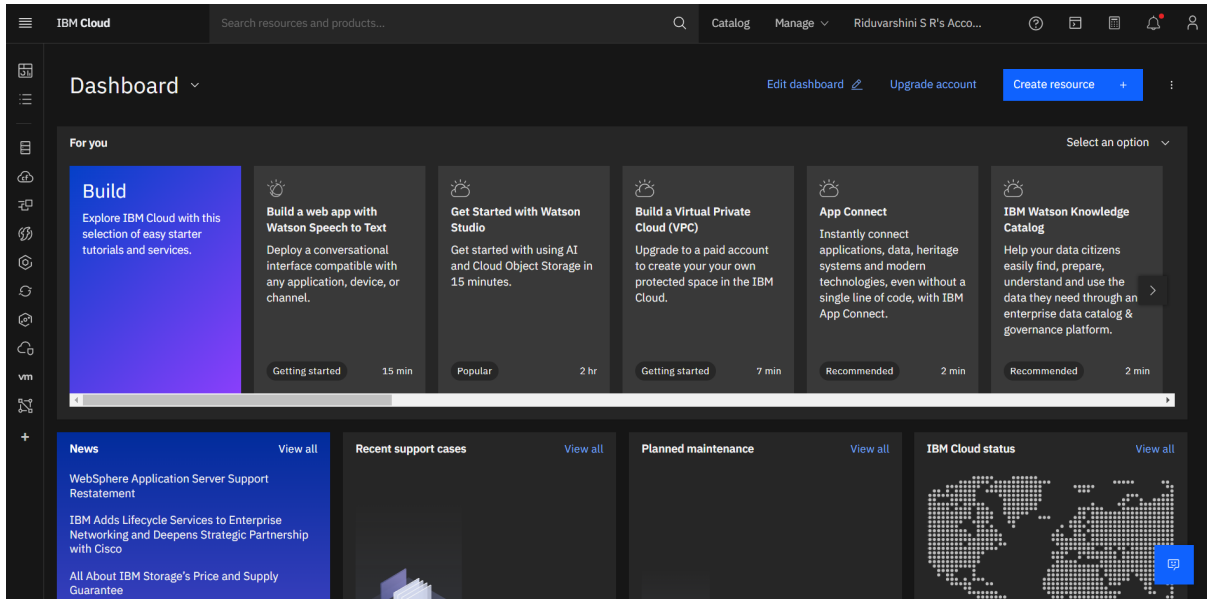 IBM Cloud
Search resources and products...
Catalog
Manage
Riduvarshini S R's Acco...
Dashboard
Edit dashboard
Upgrade account
Create resource +
For you
Select an option
Build
Explore IBM Cloud with this
selection of easy starter
tutorials and services.
Build a web app with
Watson Speech to Text
Deploy a conversational
interface compatible with
any application, device, or
channel.
Getting started
15 min
Get Started with Watson
Studio
Get started with using AI
and Cloud Object Storage in
15 minutes.
Popular
2 hr
Build a Virtual Private
Cloud (VPC)
Upgrade to a paid account
to create your your own
protected space in the IBM
Cloud.
Getting started
7 min
App Connect
Instantly connect
applications, data, heritage
systems and modern
technologies, even without a
single line of code, with IBM
App Connect.
Recommended
2 min
IBM Watson Knowledge
Catalog
Help your data citizens
easily find, prepare,
understand and use the
data they need through an
enterprise data catalog &
governance platform.
Recommended
2 min
vm
News
View all
WebSphere Application Server Support
Restatement
IBM Adds Lifecycle Services to Enterprise
Networking and Deepens Strategic Partnership
with Cisco
All About IBM Storage's Price and Supply
Guarantee
Recent support cases
View all
Planned maintenance
View all
IBM Cloud status
View all